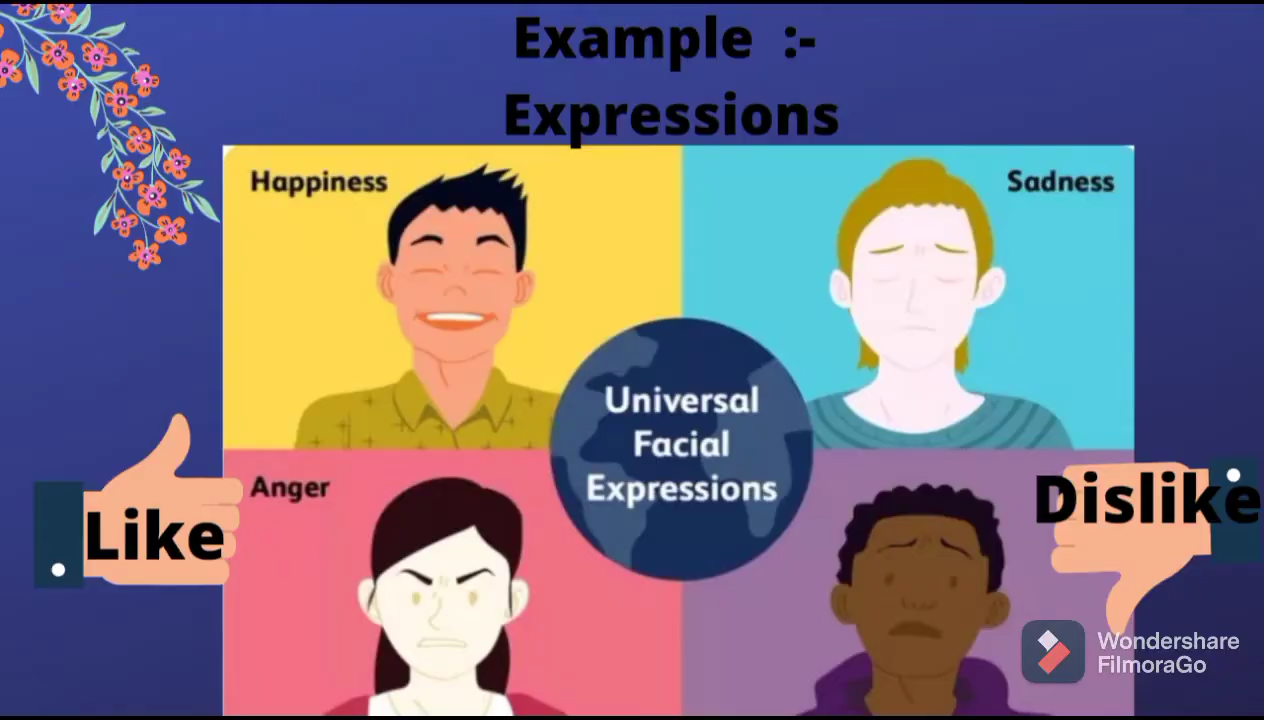 Example :-
Expressions
Happiness
Sadness
Universal
Facial
Expressions
Anger
Like
Dislike
Wondershare
FilmoraGo